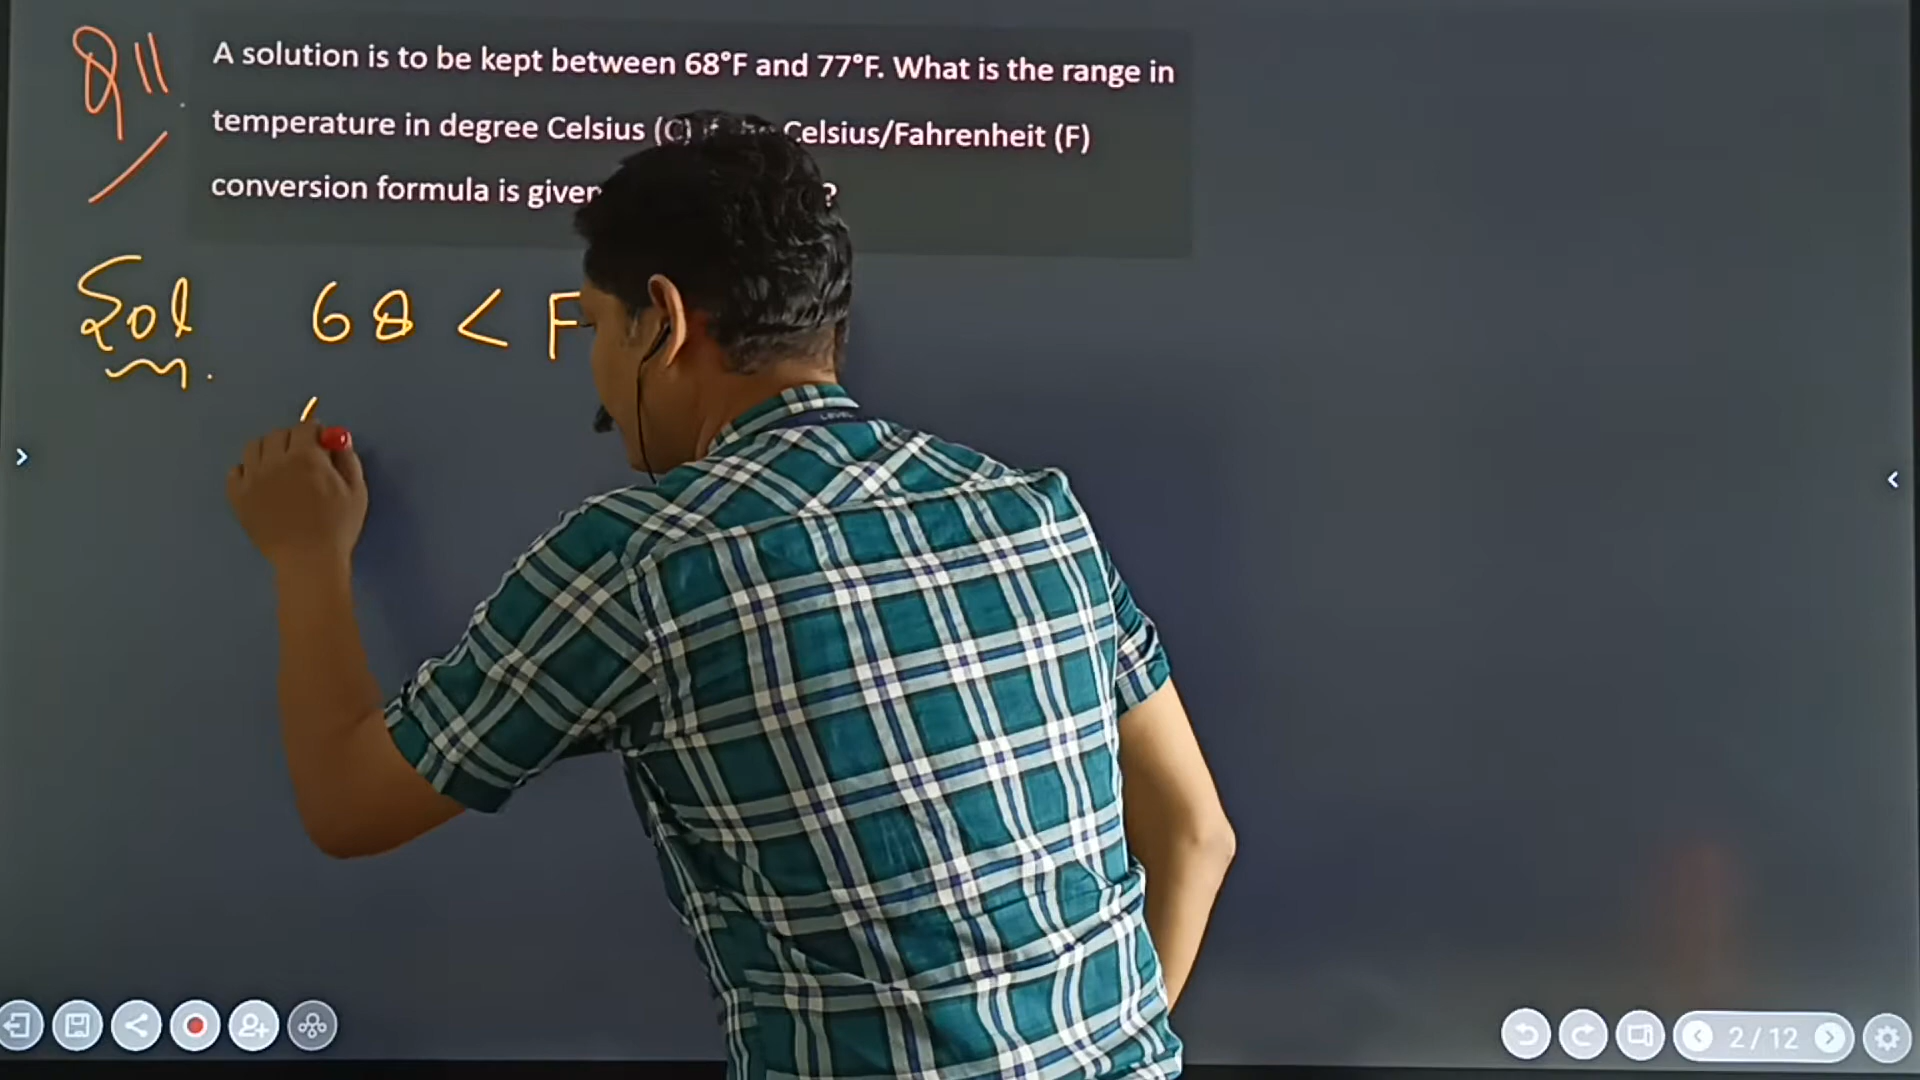 Q11.
A solution is to be kept between 68°F and 77°F. What is the range in
temperature in degree Celsius (C) Celsius/Fahrenheit (F)
conversion formula is given ?
Sol. 68 < F
2/12